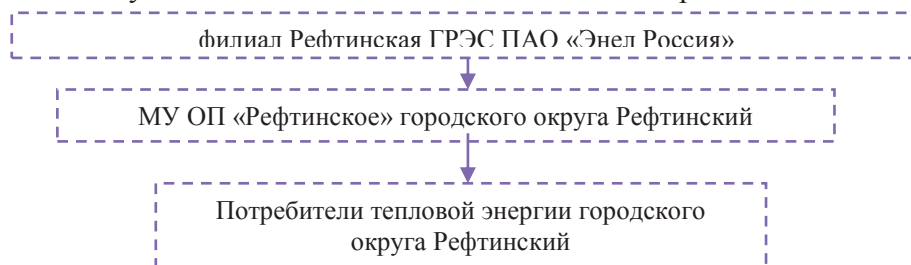 филиал Рефтинская ГРЭС ПАО «Энел Россия»
МУ ОП «Рефтинское» городского округа Рефтинский
Потребители тепловой энергии городского
округа Рефтинский